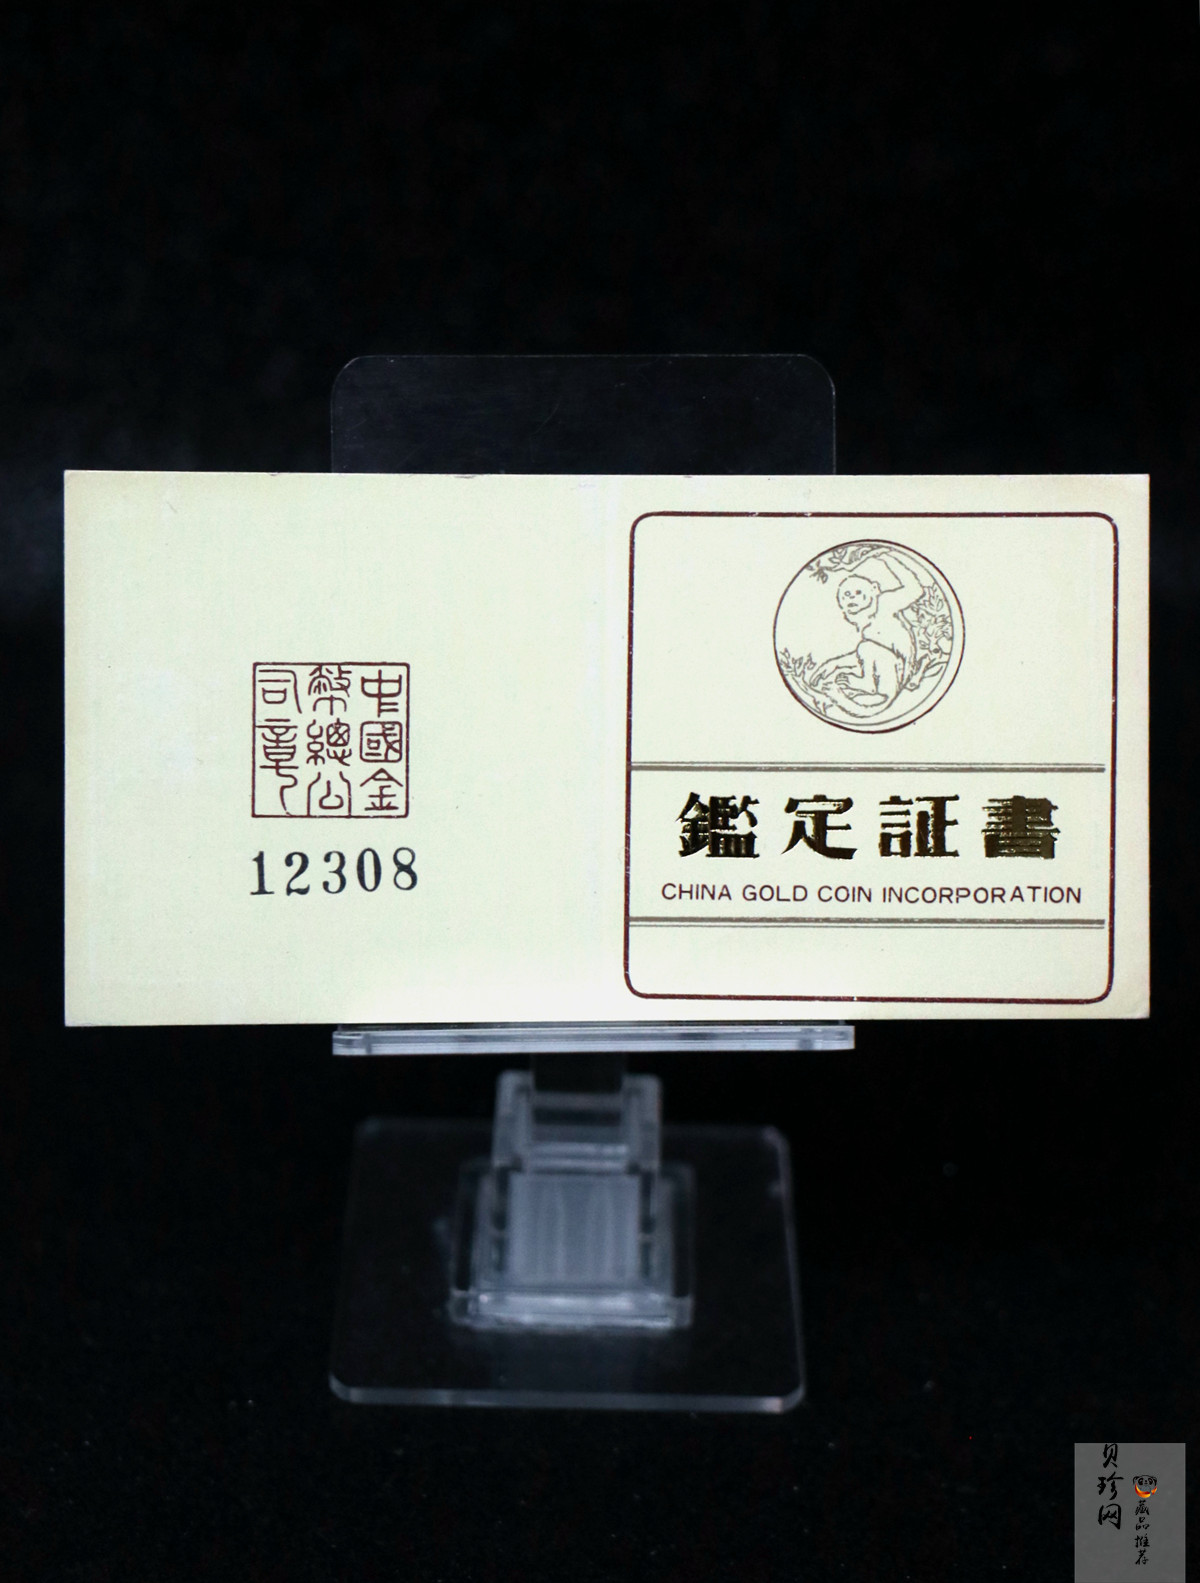 中國金
幣總公
司章
12308
鑑定証書
CHINA GOLD COIN INCORPORATION
贝珍网
藏品推荐